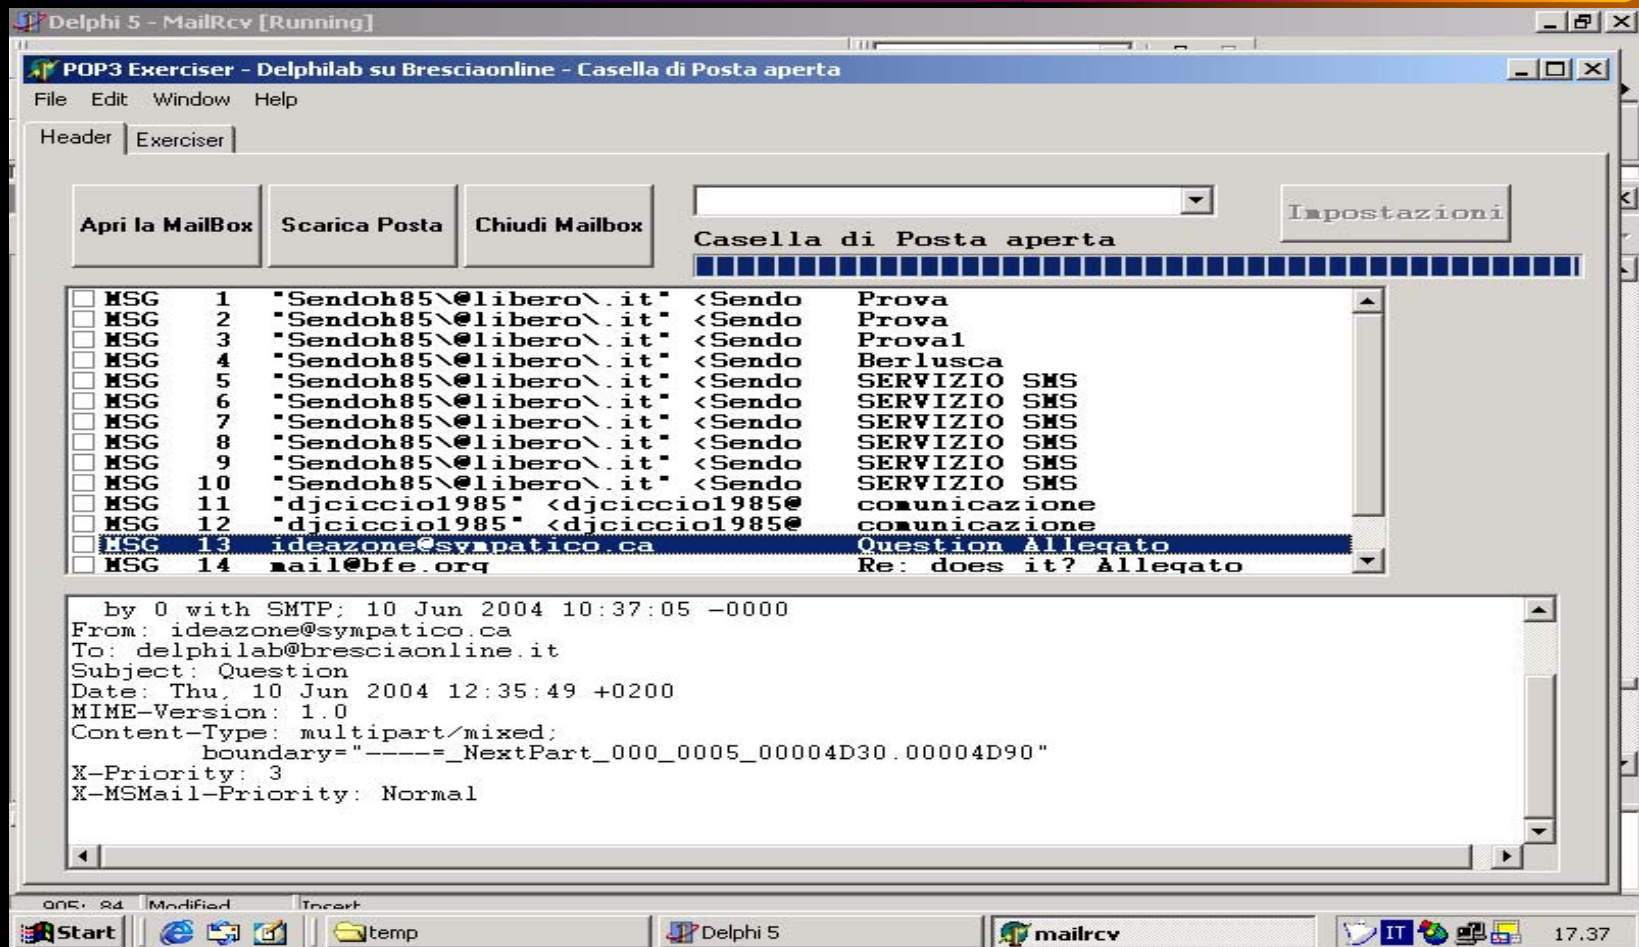 Delphi 5 - MailRcv [Running]
POP3 Exerciser - Delphilab su Bresciaonline - Casella di Posta aperta
File Edit Window Help
Header Exerciser
Apri la MailBox Scarica Posta Chiudi Mailbox
Impostazioni
Casella di Posta aperta
MSG 1 "Sendoh85\@libero\.it" <Sendo Prova
MSG 2 "Sendoh85\@libero\.it" <Sendo Prova
MSG 3 "Sendoh85\@libero\.it" <Sendo Prova1
MSG 4 "Sendoh85\@libero\.it" <Sendo Berlusca
MSG 5 "Sendoh85\@libero\.it" <Sendo SERVIZIO SMS
MSG 6 "Sendoh85\@libero\.it" <Sendo SERVIZIO SMS
MSG 7 "Sendoh85\@libero\.it" <Sendo SERVIZIO SMS
MSG 8 "Sendoh85\@libero\.it" <Sendo SERVIZIO SMS
MSG 9 "Sendoh85\@libero\.it" <Sendo SERVIZIO SMS
MSG 10 "Sendoh85\@libero\.it" <Sendo SERVIZIO SMS
MSG 11 "djciccio1985" <djciccio1985@ comunicazione
MSG 12 "djciccio1985" <djciccio1985@ comunicazione
MSG 13 ideazone@sympatico.ca Question Allegato
MSG 14 mail@bfe.org Re: does it? Allegato
by 0 with SMTP; 10 Jun 2004 10:37:05 -0000
From: ideazone@sympatico.ca
To: delphilab@bresciaonline.it
Subject: Question
Date: Thu, 10 Jun 2004 12:35:49 +0200
MIME-Version: 1.0
Content-Type: multipart/mixed;
boundary="----=_NextPart_000_0005_00004D30.00004D90"
X-Priority: 3
X-MSMail-Priority: Normal
905: 84 Modified Insert
Start temp Delphi 5 mailrcv IT 17.37